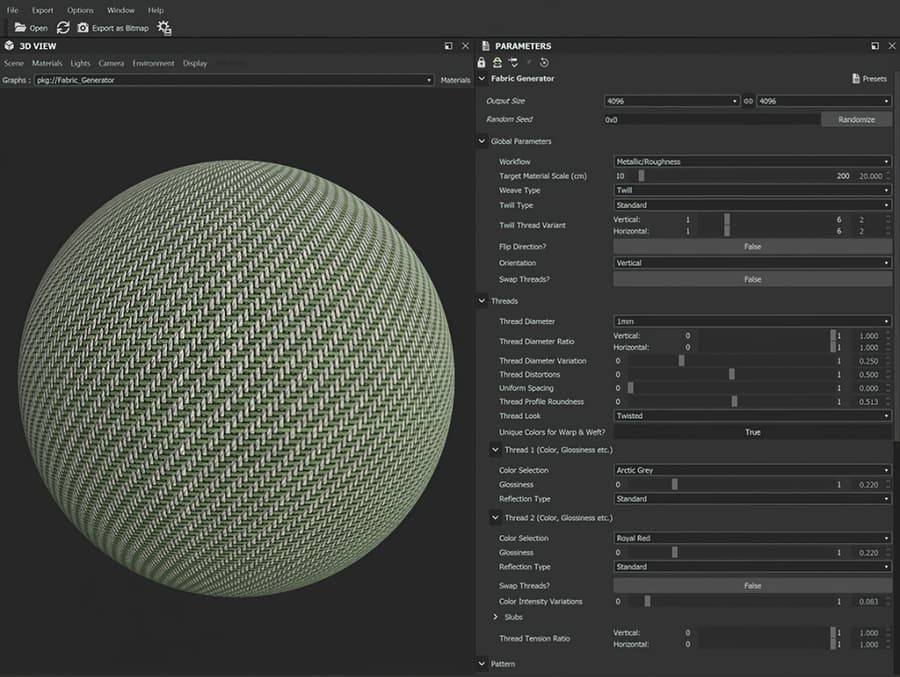 File Export Options Window Help
Open Export as Bitmap
3D VIEW
Scene Materials Lights Camera Environment Display
Graphs : pkg://Fabric_Generator Materials
PARAMETERS
Fabric Generator Presets
Output Size 4096 4096
Random Seed 0x0 Randomize
Global Parameters
Workflow Metallic/Roughness
Target Material Scale (cm) 10 200 20.000
Weave Type Twill
Twill Type Standard
Twill Thread Variant
Vertical: 1 6 2
Horizontal: 1 6 2
Flip Direction? False
Orientation Vertical
Swap Threads? False
Threads
Thread Diameter 1mm
Thread Diameter Ratio
Vertical: 0 1 1.000
Horizontal: 0 1 1.000
Thread Diameter Variation 0 1 0.250
Thread Distortions 0 1 0.500
Uniform Spacing 0 1 0.000
Thread Profile Roundness 0 1 0.513
Thread Look Twisted
Unique Colors for Warp & Weft? True
Thread 1 (Color, Glossiness etc.)
Color Selection Arctic Grey
Glossiness 0 1 0.220
Reflection Type Standard
Thread 2 (Color, Glossiness etc.)
Color Selection Royal Red
Glossiness 0 1 0.220
Reflection Type Standard
Swap Threads? False
Color Intensity Variations 0 1 0.083
Slubs
Thread Tension Ratio
Vertical: 0 1 1.000
Horizontal: 0 1 1.000
Pattern